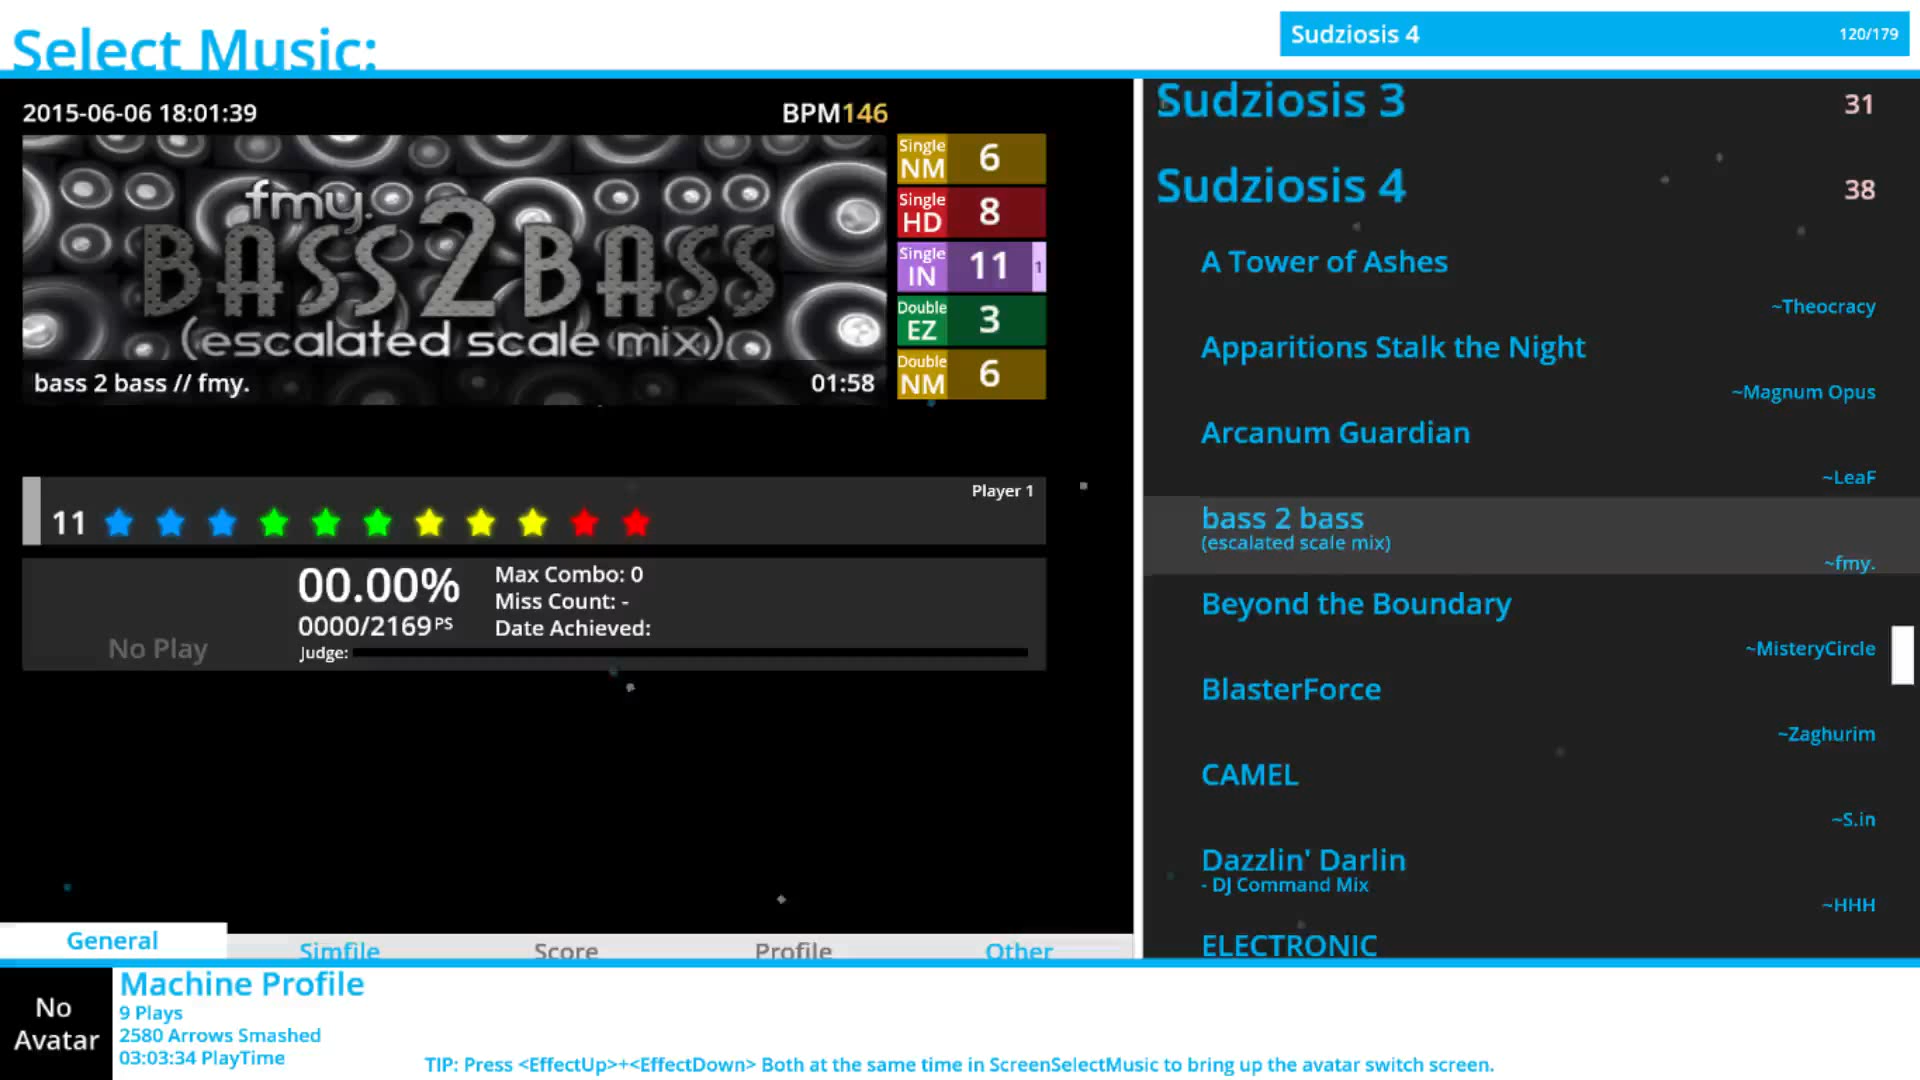 Select Music:
Sudziosis 4
120/179
2015-06-06 18:01:39
BPM146
fmy.
BASS2BASS
(escalated scale mix)
bass 2 bass // fmy.
01:58
Single
NM
6
Single
HD
8
Single
IN
11
1
Double
EZ
3
Double
NM
6
Player 1
11
00.00%
0000/2169PS
No Play
Max Combo: 0
Miss Count: -
Date Achieved:
Judge:
Sudziosis 3
31
Sudziosis 4
38
A Tower of Ashes
~Theocracy
Apparitions Stalk the Night
~Magnum Opus
Arcanum Guardian
~LeaF
bass 2 bass
(escalated scale mix)
~fmy.
Beyond the Boundary
~MisteryCircle
BlasterForce
~Zaghurim
CAMEL
~S.in
Dazzlin' Darlin
- DJ Command Mix
~HHH
ELECTRONIC
General
Simfile
Score
Profile
Other
No
Avatar
Machine Profile
9 Plays
2580 Arrows Smashed
03:03:34 PlayTime
TIP: Press <EffectUp>+<EffectDown> Both at the same time in ScreenSelectMusic to bring up the avatar switch screen.